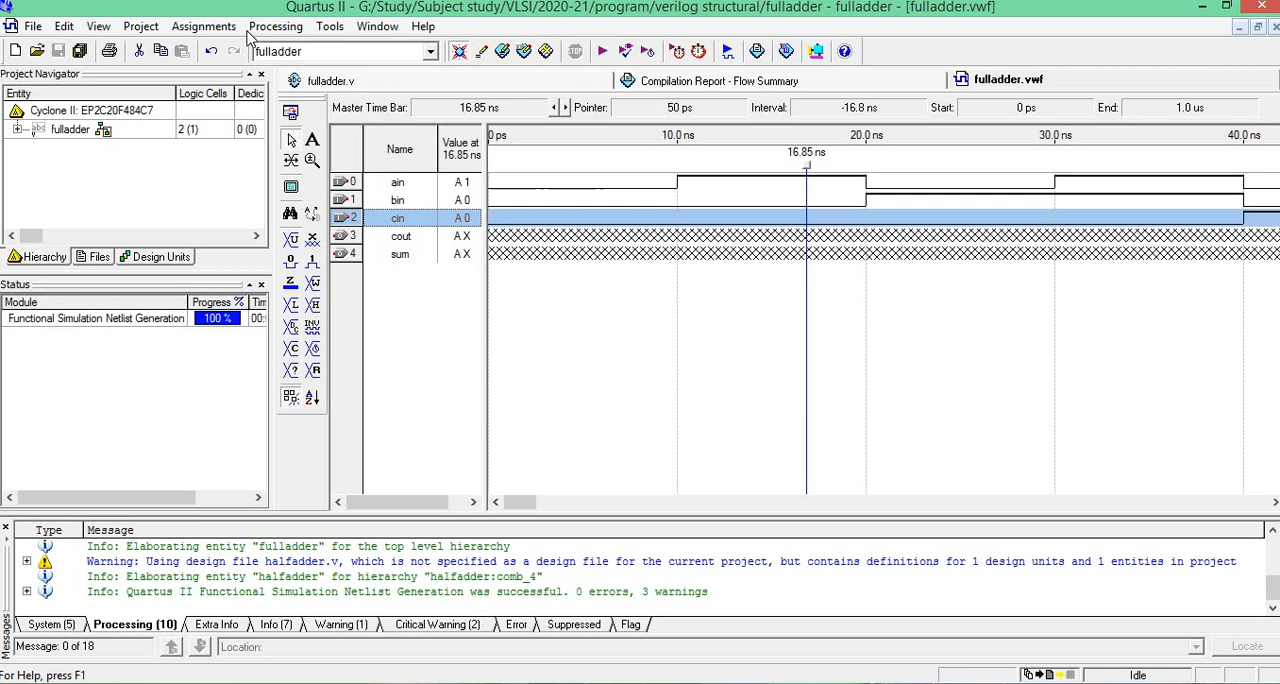 Quartus II - G:/Study/Subject study/VLSI/2020-21/program/verilog structural/fulladder - fulladder - [fulladder.vwf]
File Edit View Project Assignments Processing Tools Window Help
fulladder
Project Navigator
Entity Logic Cells Dedic
Cyclone II: EP2C20F484C7
fulladder 2 (1) 0 (0)
Hierarchy Files Design Units
Status
Module Progress % Tim
Functional Simulation Netlist Generation 100 % 00:
fulladder.v Compilation Report - Flow Summary fulladder.vwf
Master Time Bar: 16.85 ns Pointer: 50 ps Interval: -16.8 ns Start: 0 ps End: 1.0 us
Name Value at 16.85 ns
0 ps 10.0 ns 20.0 ns 30.0 ns 40.0 ns
16.85 ns
0 ain A 1
1 bin A 0
2 cin A 0
3 cout A X
4 sum A X
Type Message
Info: Elaborating entity "fulladder" for the top level hierarchy
Warning: Using design file halfadder.v, which is not specified as a design file for the current project, but contains definitions for 1 design units and 1 entities in project
Info: Elaborating entity "halfadder" for hierarchy "halfadder:comb_4"
Info: Quartus II Functional Simulation Netlist Generation was successful. 0 errors, 3 warnings
System (5) Processing (10) Extra Info Info (7) Warning (1) Critical Warning (2) Error Suppressed Flag
Messages
Message: 0 of 18 Location: Locate
For Help, press F1 Idle